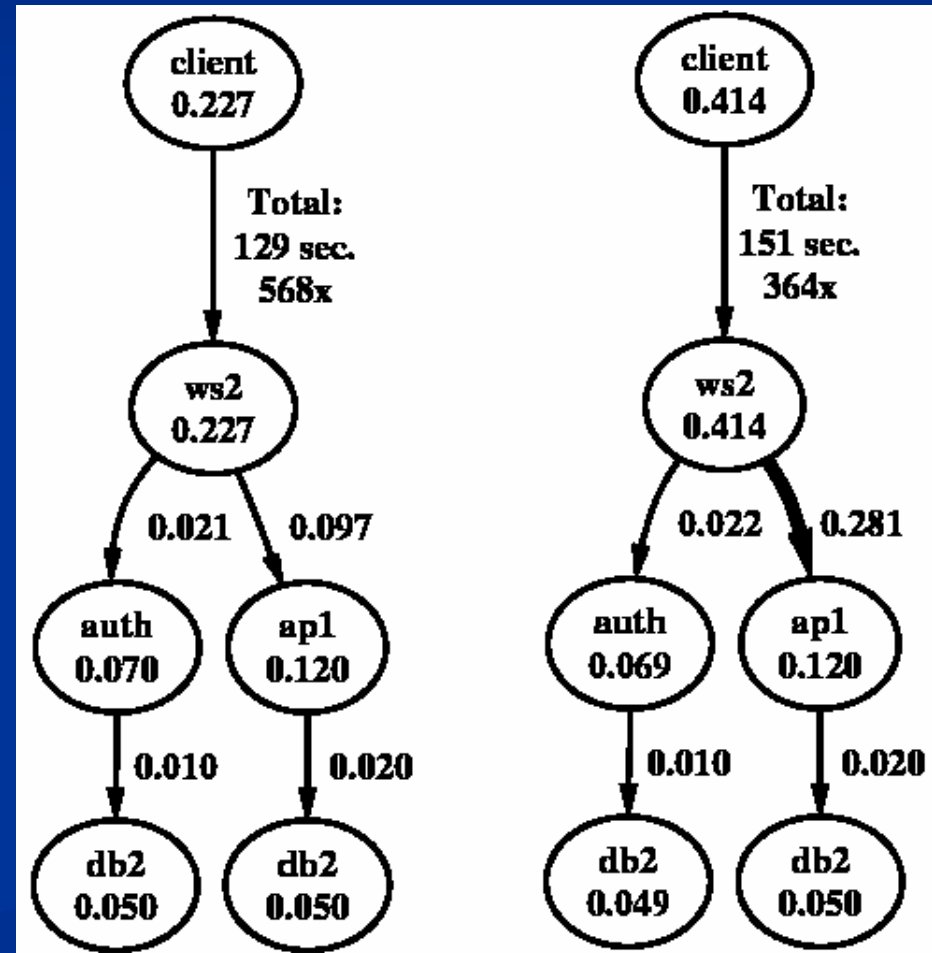 client
0.227
Total:
129 sec.
568x
ws2
0.227
0.021
0.097
auth
0.070
ap1
0.120
0.010
0.020
db2
0.050
db2
0.050
client
0.414
Total:
151 sec.
364x
ws2
0.414
0.022
0.281
auth
0.069
ap1
0.120
0.010
0.020
db2
0.049
db2
0.050